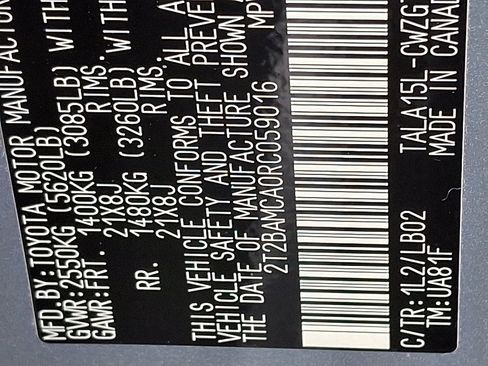 MFD.BY:TOYOTA MOTOR MANUFACTUR
GVWR:2550KG (5620LB) WITH
GAWR:FRT. 1400KG (3085LB) WITH
21X8J RIMS,
RR. 1480KG (3260LB) WITH
21X8J RIMS,
THIS VEHICLE CONFORMS TO ALL A
VEHICLE SAFETY AND THEFT PREVE
THE DATE OF MANUFACTURE SHOWN A
2T2BAMCA0RC059016 MP
C/TR:1L2/LB02 TALA15L-CWZG
TM:UA81F MADE IN CANAD